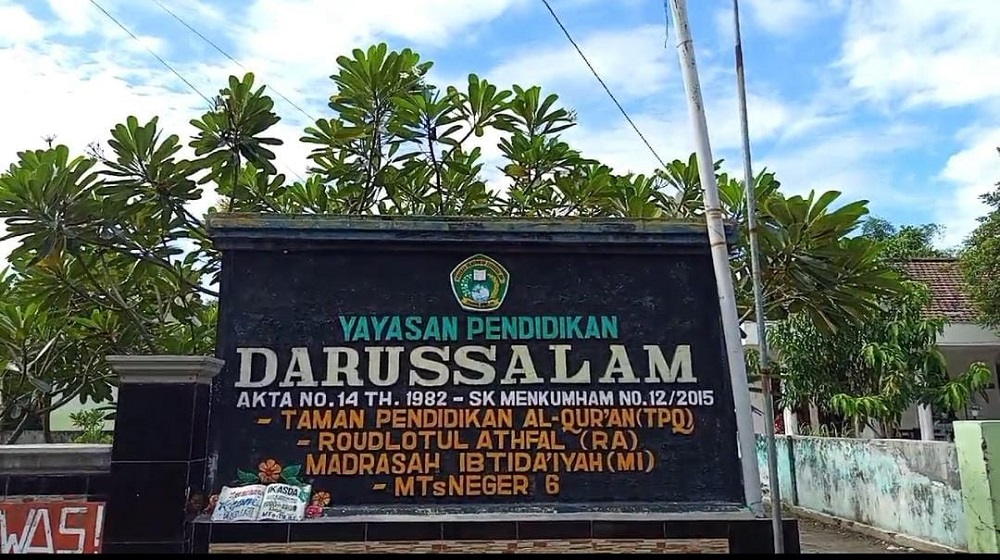 YAYASAN PENDIDIKAN
DARUSSALAM
AKTA NO.14 TH. 1982 - SK MENKUMHAM NO.12/2015
- TAMAN PENDIDIKAN AL-QUR'AN(TPQ)
- ROUDLOTUL ATHFAL (RA)
- MADRASAH IBTIDA'IYAH(MI)
- MTsNEGER 6
WAS!